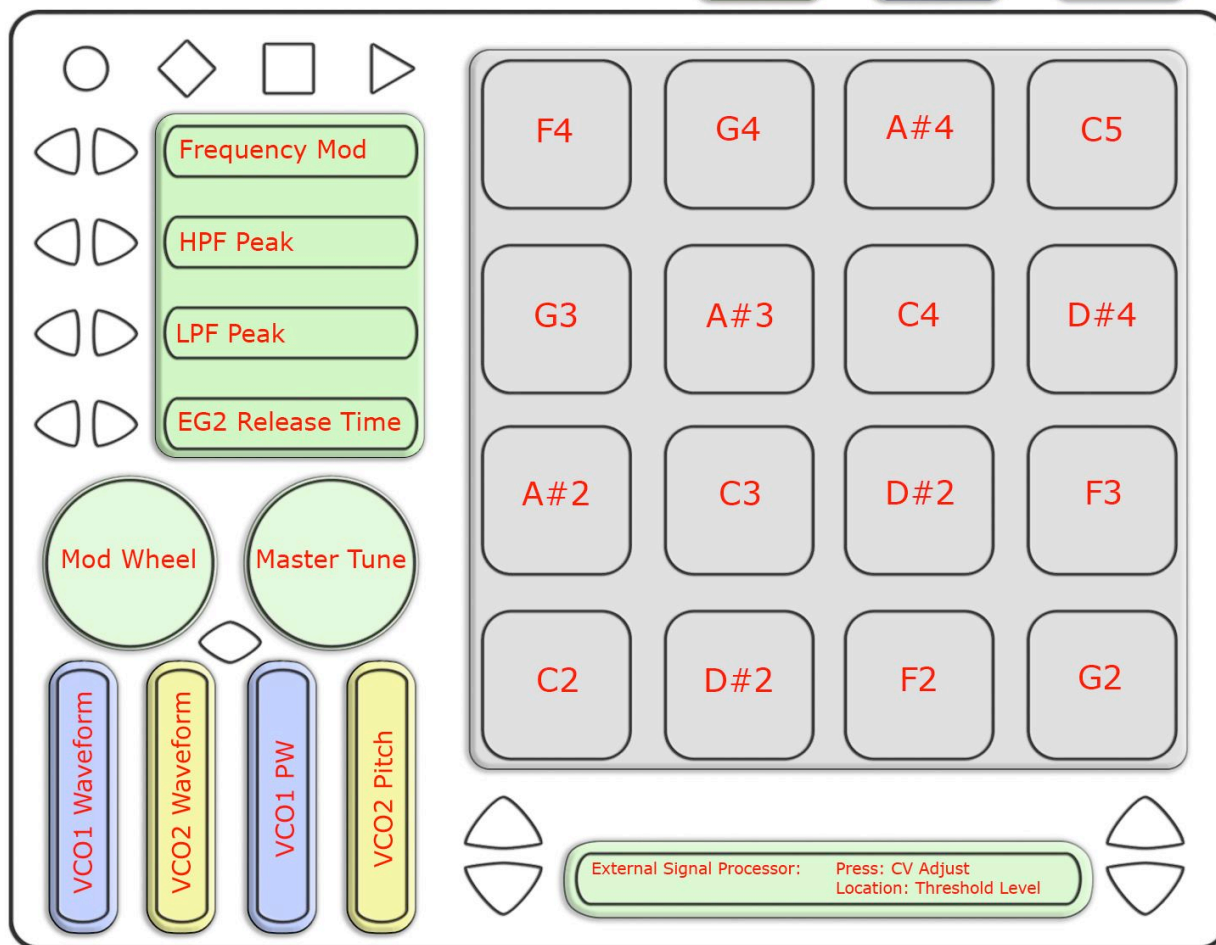 Frequency Mod
HPF Peak
LPF Peak
EG2 Release Time
Mod Wheel
Master Tune
VCO1 Waveform
VCO2 Waveform
VCO1 PW
VCO2 Pitch
F4 G4 A#4 C5
G3 A#3 C4 D#4
A#2 C3 D#2 F3
C2 D#2 F2 G2
External Signal Processor: Press: CV Adjust
Location: Threshold Level